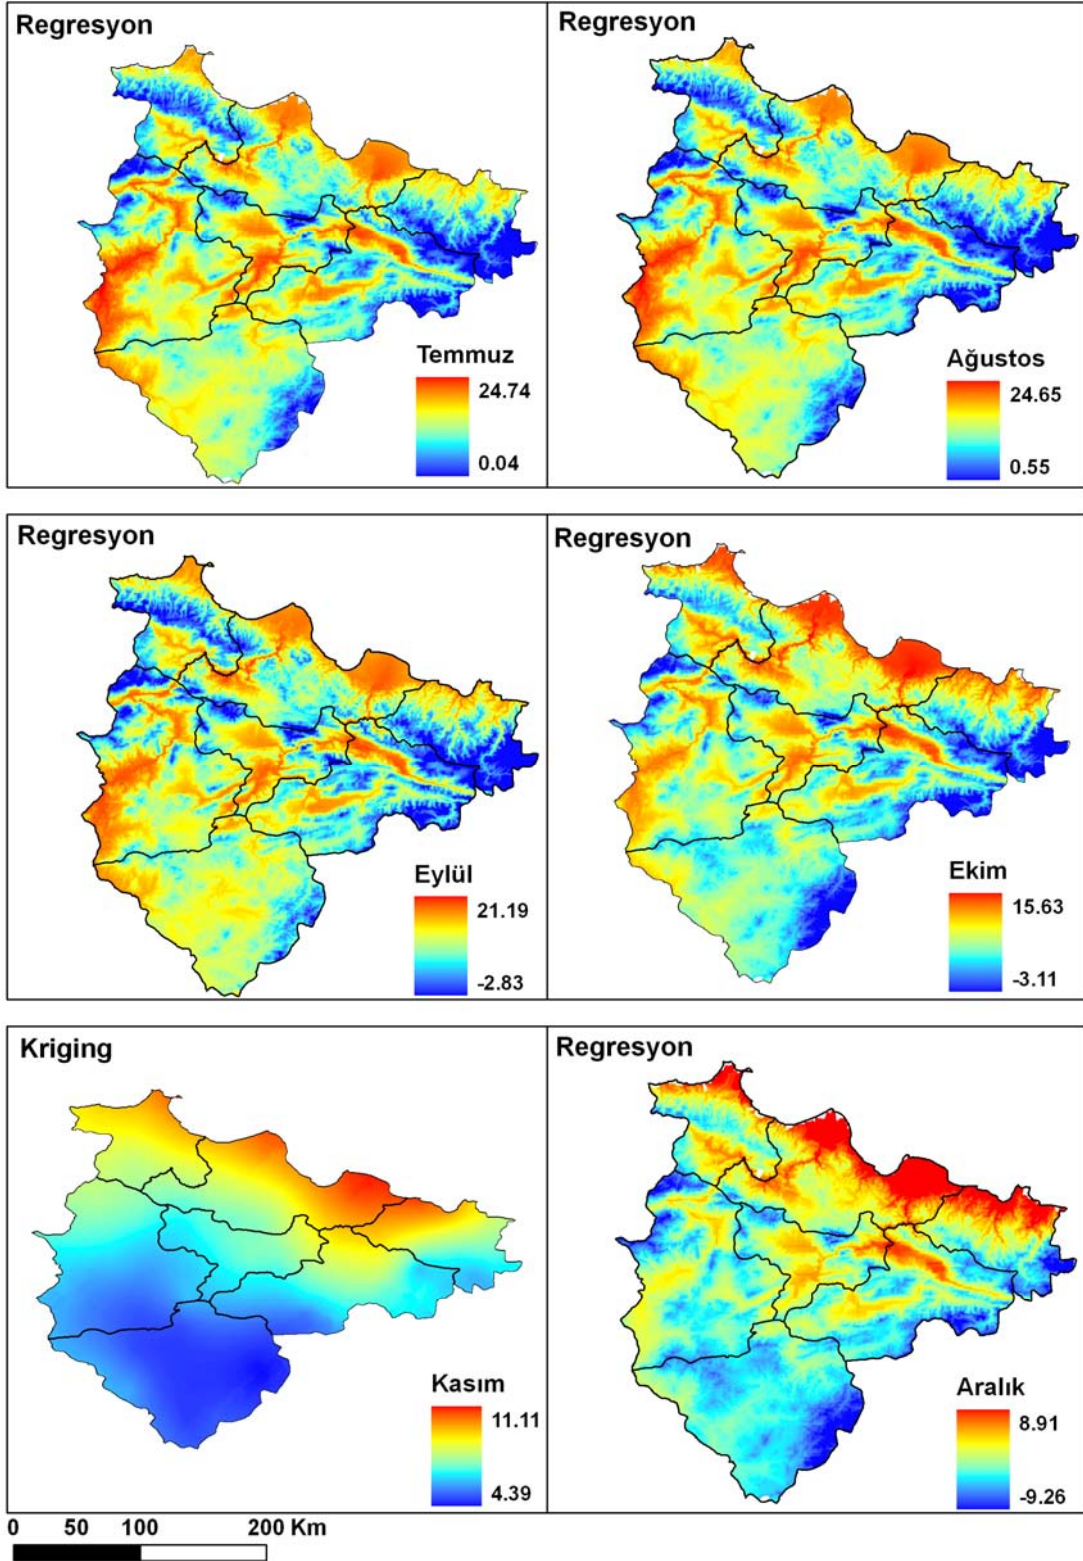 Regresyon
Temmuz
24.74
0.04
Regresyon
Ağustos
24.65
0.55
Regresyon
Eylül
21.19
-2.83
Regresyon
Ekim
15.63
-3.11
Kriging
Kasım
11.11
4.39
Regresyon
Aralık
8.91
-9.26
0 50 100 200 Km